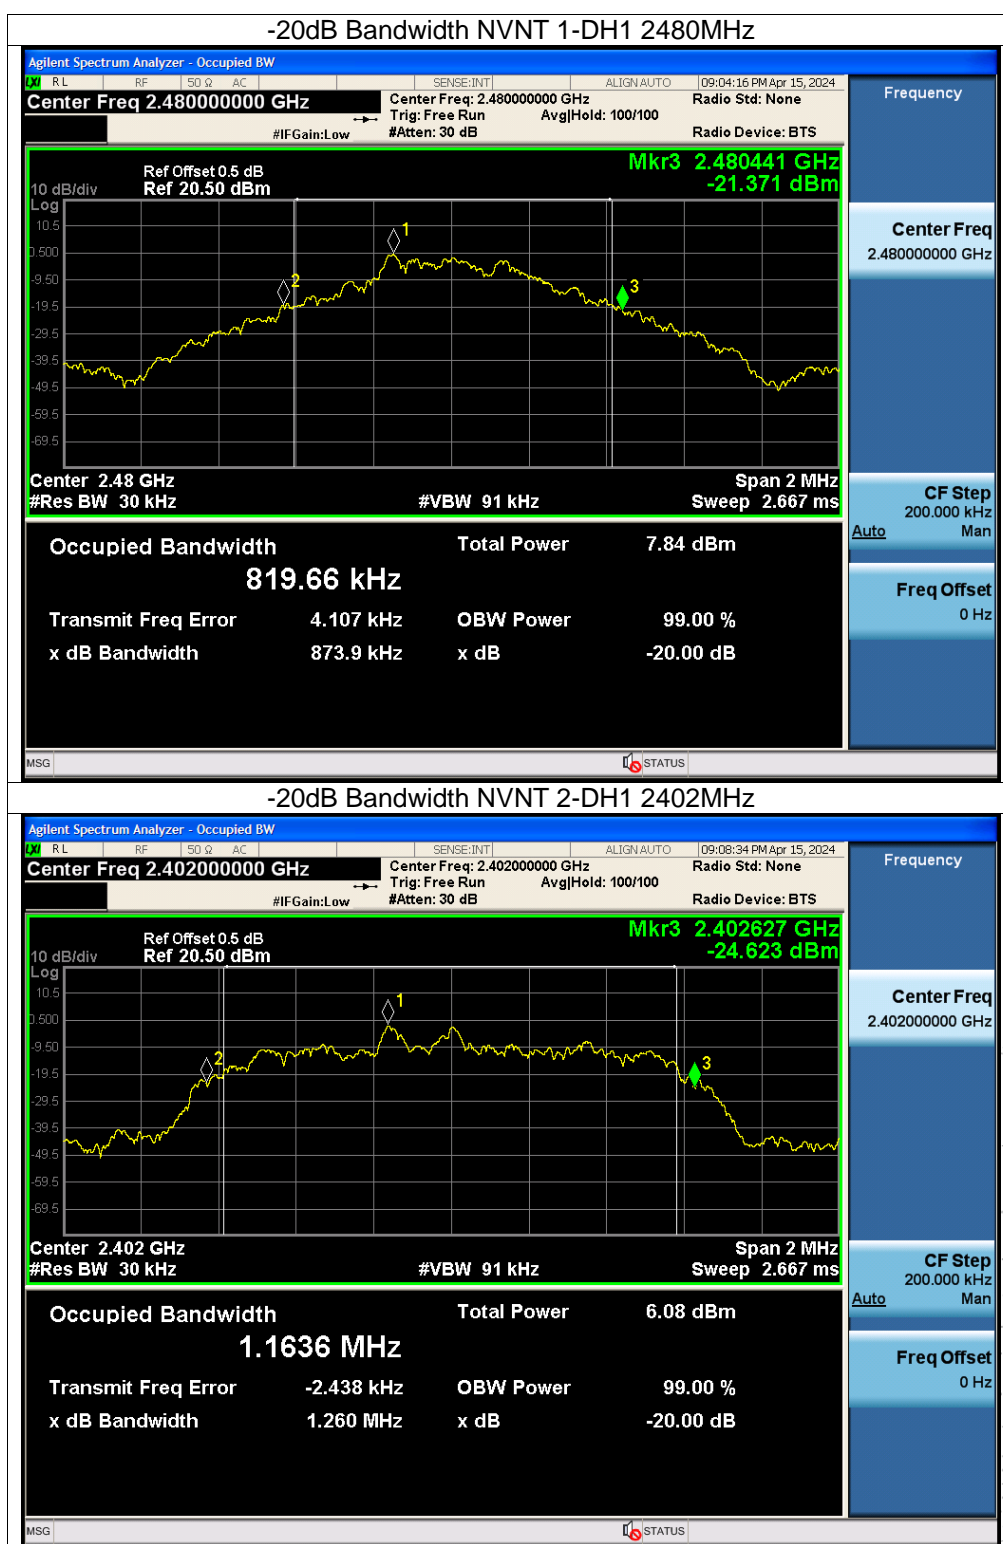 -20dB Bandwidth NVNT 1-DH1 2480MHz
Agilent Spectrum Analyzer - Occupied BW
LXI RL RF 50 Ω AC SENSE:INT ALIGN AUTO 09:04:16 PM Apr 15, 2024
Center Freq 2.480000000 GHz Center Freq: 2.480000000 GHz Radio Std: None Frequency
Trig: Free Run Avg|Hold: 100/100
#IFGain:Low #Atten: 30 dB Radio Device: BTS
Mkr3 2.480441 GHz
Ref Offset 0.5 dB
10 dB/div Ref 20.50 dBm -21.371 dBm
Log
10.5
0.500
-9.50
-19.5
-29.5
-39.5
-49.5
-59.5
-69.5
1
2
3
Center Freq
2.480000000 GHz
Center 2.48 GHz Span 2 MHz
#Res BW 30 kHz #VBW 91 kHz Sweep 2.667 ms
CF Step
200.000 kHz
Auto Man
Occupied Bandwidth Total Power 7.84 dBm
819.66 kHz
Freq Offset
0 Hz
Transmit Freq Error 4.107 kHz OBW Power 99.00 %
x dB Bandwidth 873.9 kHz x dB -20.00 dB
MSG STATUS
-20dB Bandwidth NVNT 2-DH1 2402MHz
Agilent Spectrum Analyzer - Occupied BW
LXI RL RF 50 Ω AC SENSE:INT ALIGN AUTO 09:08:34 PM Apr 15, 2024
Center Freq 2.402000000 GHz Center Freq: 2.402000000 GHz Radio Std: None Frequency
Trig: Free Run Avg|Hold: 100/100
#IFGain:Low #Atten: 30 dB Radio Device: BTS
Mkr3 2.402627 GHz
Ref Offset 0.5 dB
10 dB/div Ref 20.50 dBm -24.623 dBm
Log
10.5
0.500
-9.50
-19.5
-29.5
-39.5
-49.5
-59.5
-69.5
1
2
3
Center Freq
2.402000000 GHz
Center 2.402 GHz Span 2 MHz
#Res BW 30 kHz #VBW 91 kHz Sweep 2.667 ms
CF Step
200.000 kHz
Auto Man
Occupied Bandwidth Total Power 6.08 dBm
1.1636 MHz
Freq Offset
0 Hz
Transmit Freq Error -2.438 kHz OBW Power 99.00 %
x dB Bandwidth 1.260 MHz x dB -20.00 dB
MSG STATUS